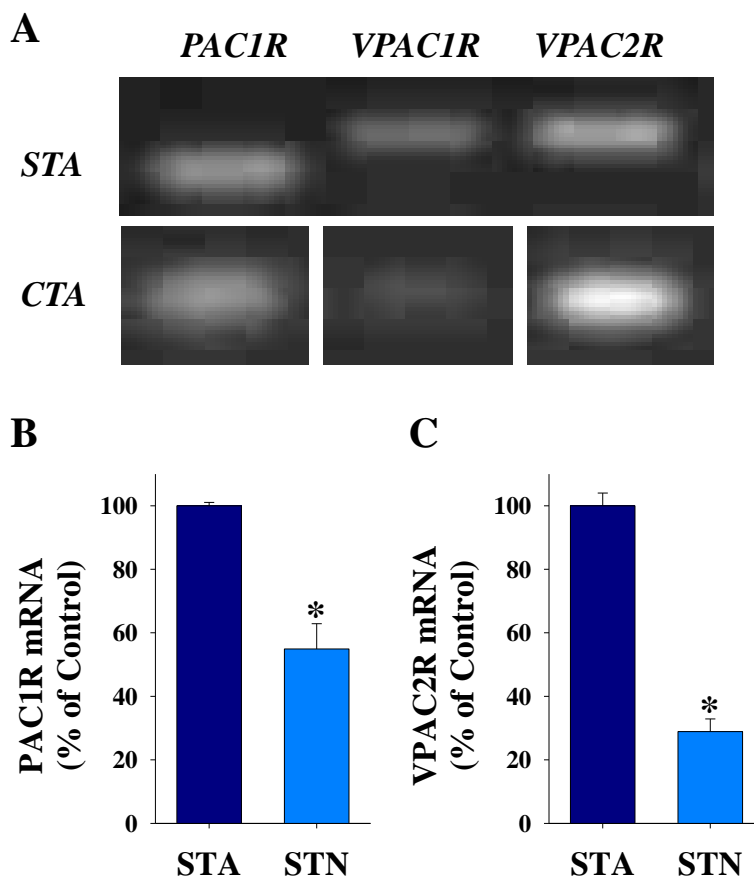 A
PAC1R VPAC1R VPAC2R
STA
CTA
B
PAC1R mRNA
(% of Control)
100
80
60
40
20
0
*
STA STN
C
VPAC2R mRNA
(% of Control)
100
80
60
40
20
0
*
STA STN